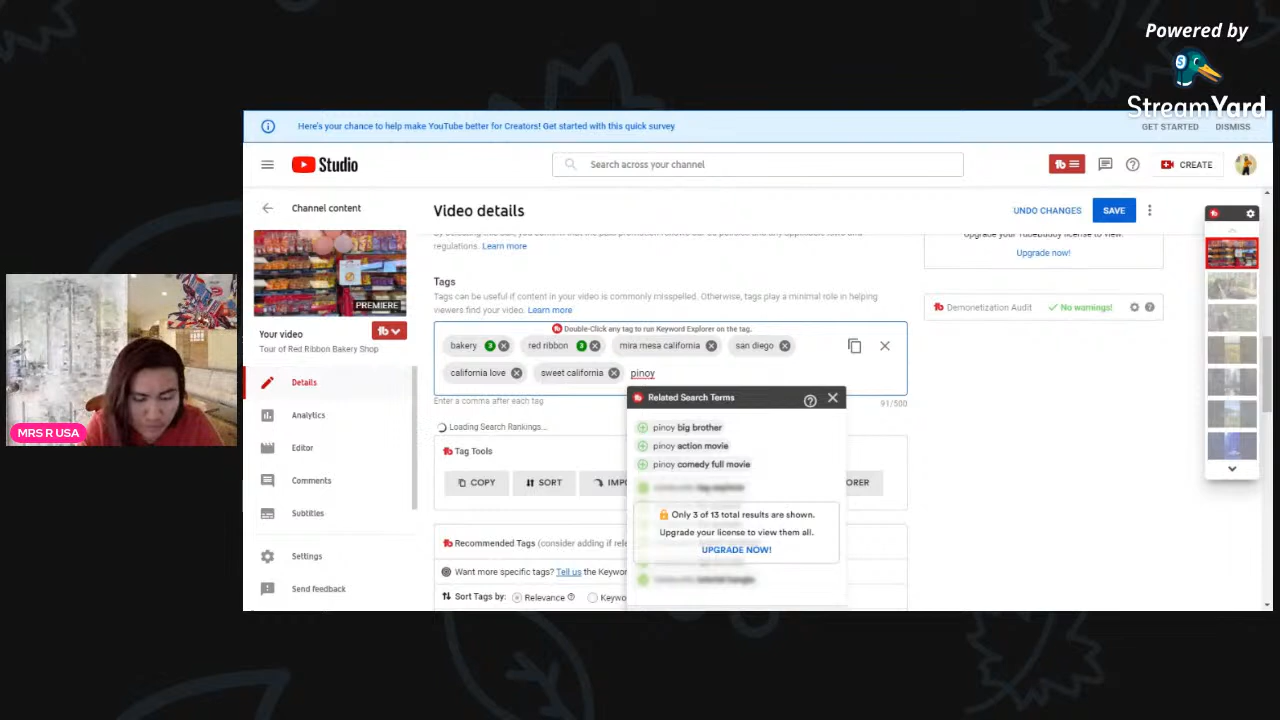 Powered by
StreamYard
Here's your chance to help make YouTube better for Creators! Get started with this quick survey
GET STARTED
DISMISS
Studio
Search across your channel
CREATE
Channel content
Video details
UNDO CHANGES
SAVE
regulations. Learn more
Upgrade now!
PREMIERE
Tags
Tags can be useful if content in your video is commonly misspelled. Otherwise, tags play a minimal role in helping
viewers find your video. Learn more
Demonetization Audit
No warnings!
Your video
Tour of Red Ribbon Bakery Shop
Double-Click any tag to run Keyword Explorer on the tag.
bakery 3
red ribbon 3
mira mesa california
san diego
california love
sweet california
pinoy
Enter a comma after each tag
91/500
Details
Analytics
Editor
Comments
Subtitles
Settings
Send feedback
MRS R USA
Loading Search Rankings...
Tag Tools
COPY
SORT
IMPO
ORER
Related Search Terms
pinoy big brother
pinoy action movie
pinoy comedy full movie
Only 3 of 13 total results are shown.
Upgrade your license to view them all.
UPGRADE NOW!
Recommended Tags (consider adding if rele
Want more specific tags? Tell us the Keywor
Sort Tags by:
Relevance
Keywo